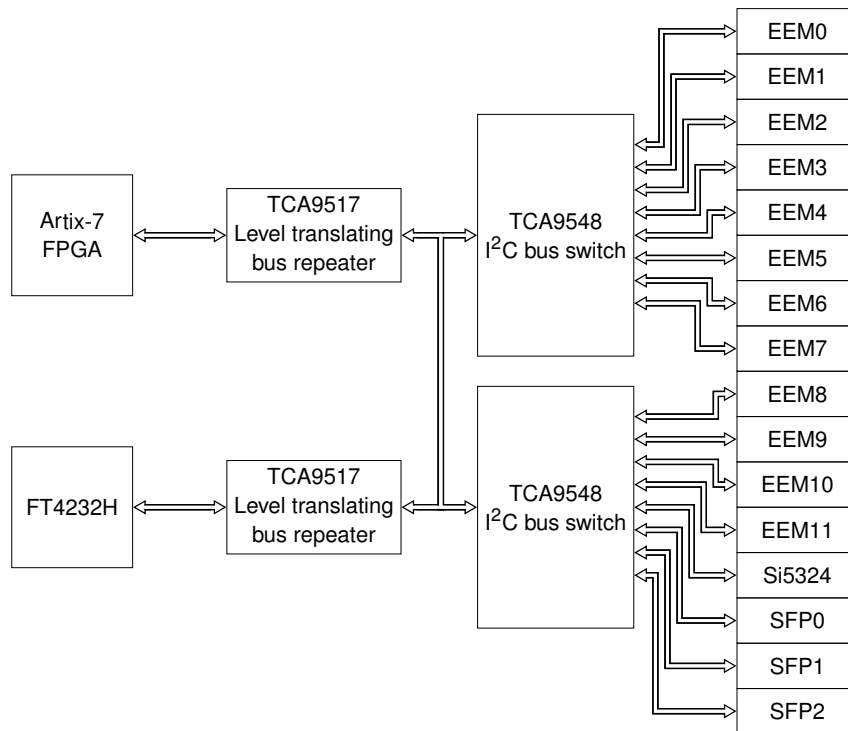 Artix-7
FPGA
TCA9517
Level translating
bus repeater
TCA9548
I²C bus switch
EEM0
EEM1
EEM2
EEM3
EEM4
EEM5
EEM6
EEM7
FT4232H
TCA9517
Level translating
bus repeater
TCA9548
I²C bus switch
EEM8
EEM9
EEM10
EEM11
Si5324
SFP0
SFP1
SFP2